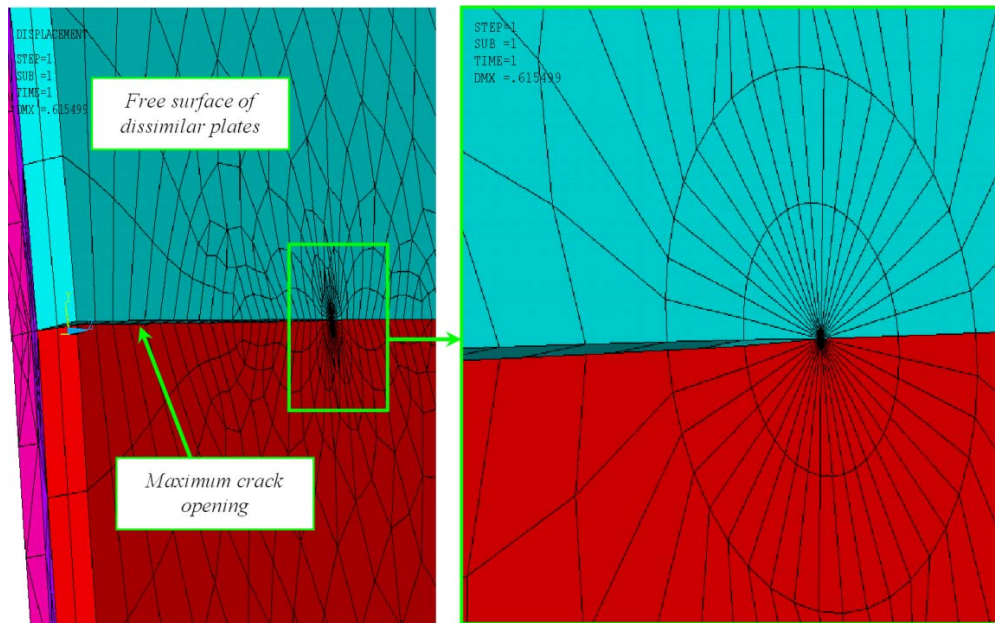 DISPLACEMENT
STEP=1
SUB =1
TIME=1
DMX =.615499
Free surface of
dissimilar plates
Maximum crack
opening
STEP=1
SUB =1
TIME=1
DMX =.615499